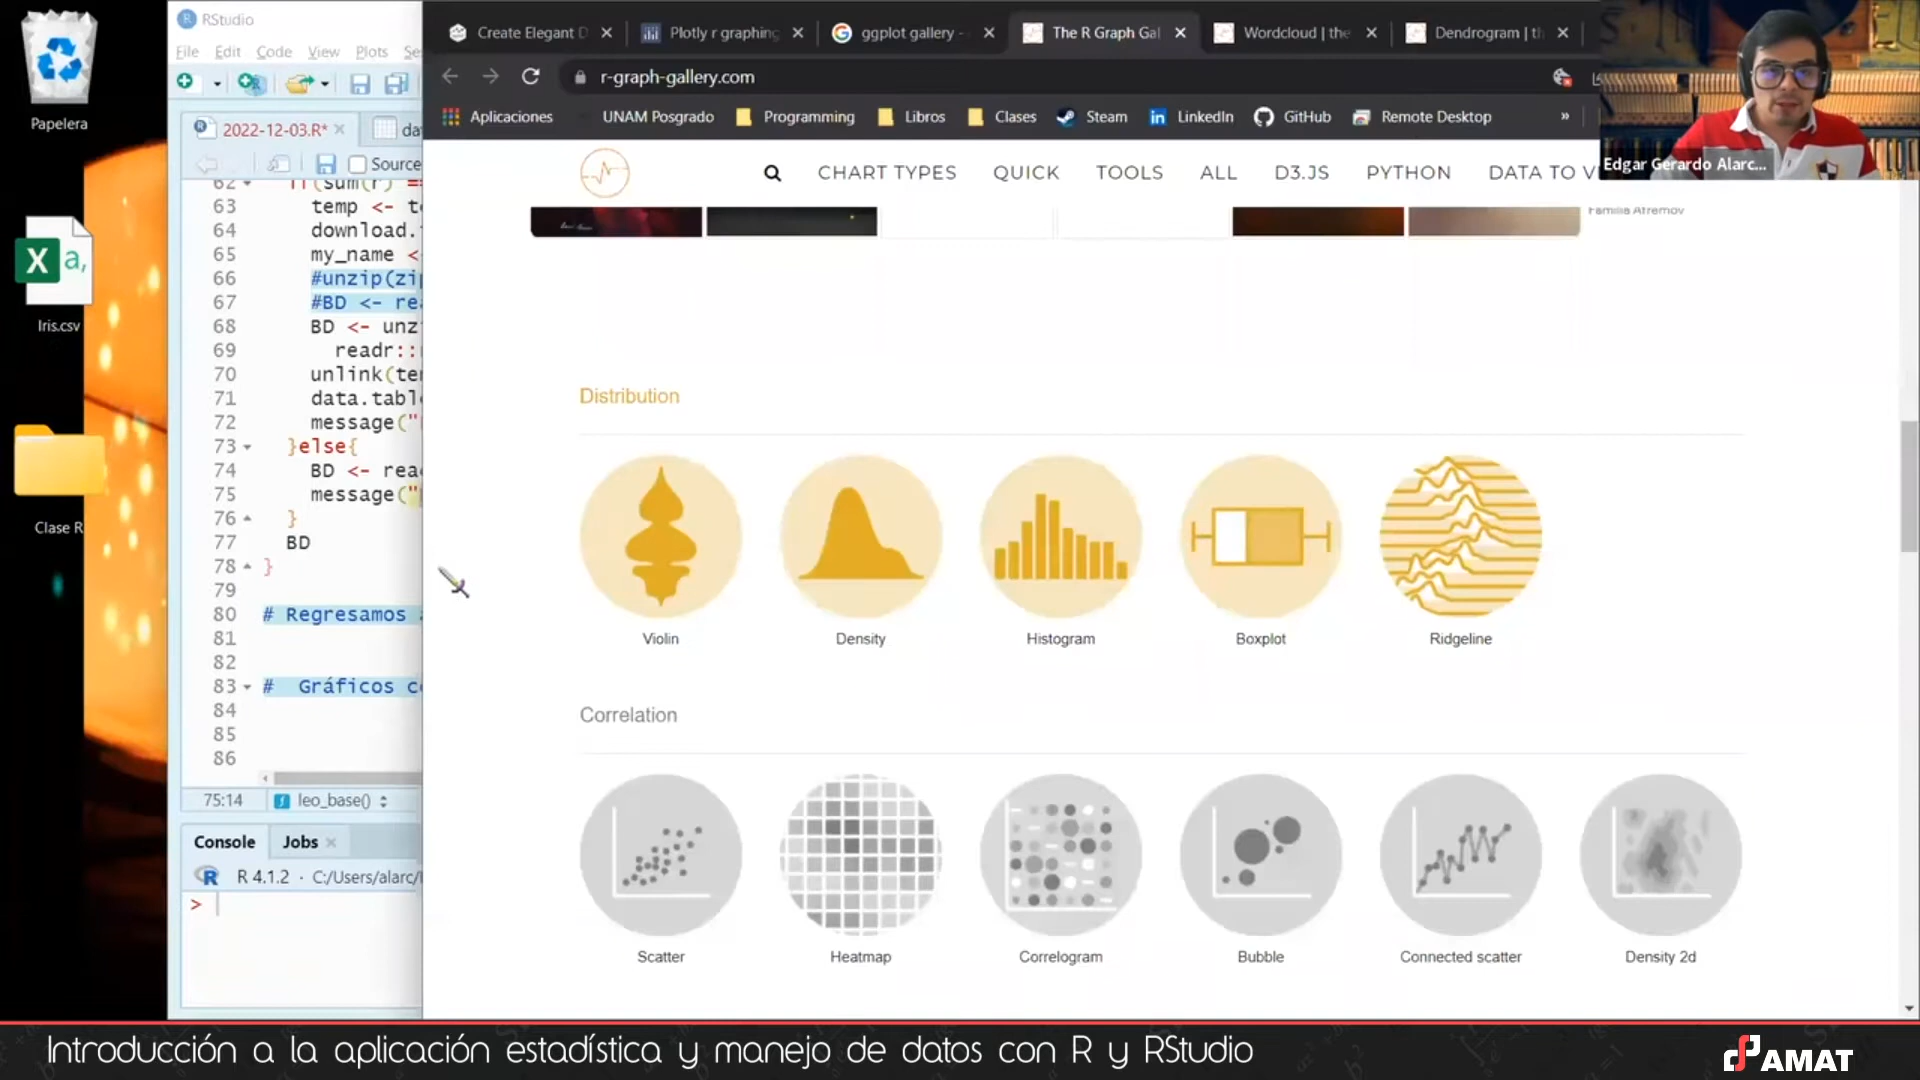 Papelera
Iris.csv
Clase R
RStudio
File Edit Code View Plots
2022-12-03.R*
Source
62
63 temp <-
64 download.
65 my_name <
66 #unzip(zi
67 #BD <-
68 BD <-
69 readr::
70 unlink(
71
72 message("
73 }else{
74 BD <-
75 message("
76 }
77 BD
78 }
79
80 # Regresamos
81
82
83 # Gráficos
84
85
86
75:14 leo_base()
Console Jobs
R 4.1.2 · C:/Users/alarc/
>
Create Elegant Plotly r graphing ggplot gallery - The R Graph Gal Wordcloud | the Dendrogram | th
r-graph-gallery.com
Aplicaciones UNAM Posgrado Programming Libros Clases Steam LinkedIn GitHub Remote Desktop »
CHART TYPES QUICK TOOLS ALL D3.JS PYTHON DATA TO
Edgar Gerardo Alarc...
Familia Afremov
Distribution
Violin Density Histogram Boxplot Ridgeline
Correlation
Scatter Heatmap Correlogram Bubble Connected scatter Density 2d
Introducción a la aplicación estadística y manejo de datos con R y RStudio
AMAT